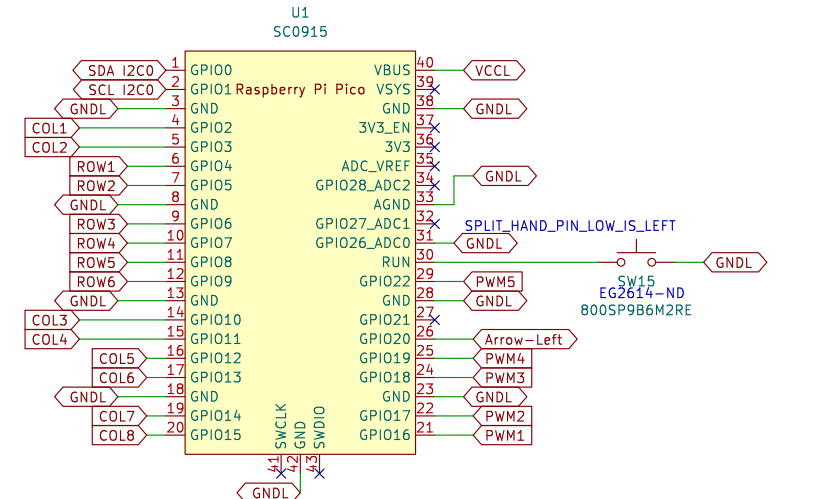 U1
SC0915
SDA I2C0 1 GPIO0 VBUS 40 VCCL
SCL I2C0 2 GPIO1 Raspberry Pi Pico VSYS 39
GNDL 3 GND GND 38 GNDL
COL1 4 GPIO2 3V3_EN 37
COL2 5 GPIO3 3V3 36
ROW1 6 GPIO4 ADC_VREF 35
ROW2 7 GPIO5 GPIO28_ADC2 34 GNDL
GNDL 8 GND AGND 33
ROW3 9 GPIO6 GPIO27_ADC1 32 SPLIT_HAND_PIN_LOW_IS_LEFT
ROW4 10 GPIO7 GPIO26_ADC0 31 GNDL
ROW5 11 GPIO8 RUN 30 GNDL
ROW6 12 GPIO9 GPIO22 29 PWM5 SW15
EG2614-ND
GNDL 13 GND GND 28 GNDL
800SP9B6M2RE
COL3 14 GPIO10 GPIO21 27
COL4 15 GPIO11 GPIO20 26 Arrow-Left
COL5 16 GPIO12 GPIO19 25 PWM4
COL6 17 GPIO13 GPIO18 24 PWM3
GNDL 18 GND GND 23 GNDL
COL7 19 GPIO14 GPIO17 22 PWM2
COL8 20 GPIO15 GPIO16 21 PWM1
SWCLK GND SWDIO
41 42 43
GNDL